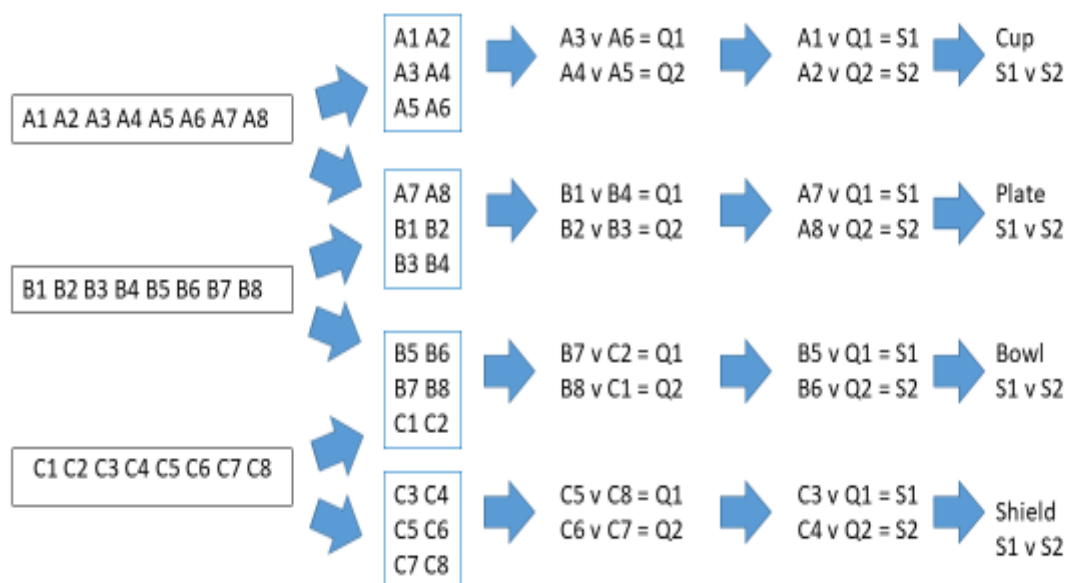 A1 A2 A3 A4 A5 A6 A7 A8
B1 B2 B3 B4 B5 B6 B7 B8
C1 C2 C3 C4 C5 C6 C7 C8
A1 A2
A3 A4
A5 A6
A3 v A6 = Q1
A4 v A5 = Q2
A1 v Q1 = S1
A2 v Q2 = S2
Cup
S1 v S2
A7 A8
B1 B2
B3 B4
B1 v B4 = Q1
B2 v B3 = Q2
A7 v Q1 = S1
A8 v Q2 = S2
Plate
S1 v S2
B5 B6
B7 B8
C1 C2
B7 v C2 = Q1
B8 v C1 = Q2
B5 v Q1 = S1
B6 v Q2 = S2
Bowl
S1 v S2
C3 C4
C5 C6
C7 C8
C5 v C8 = Q1
C6 v C7 = Q2
C3 v Q1 = S1
C4 v Q2 = S2
Shield
S1 v S2